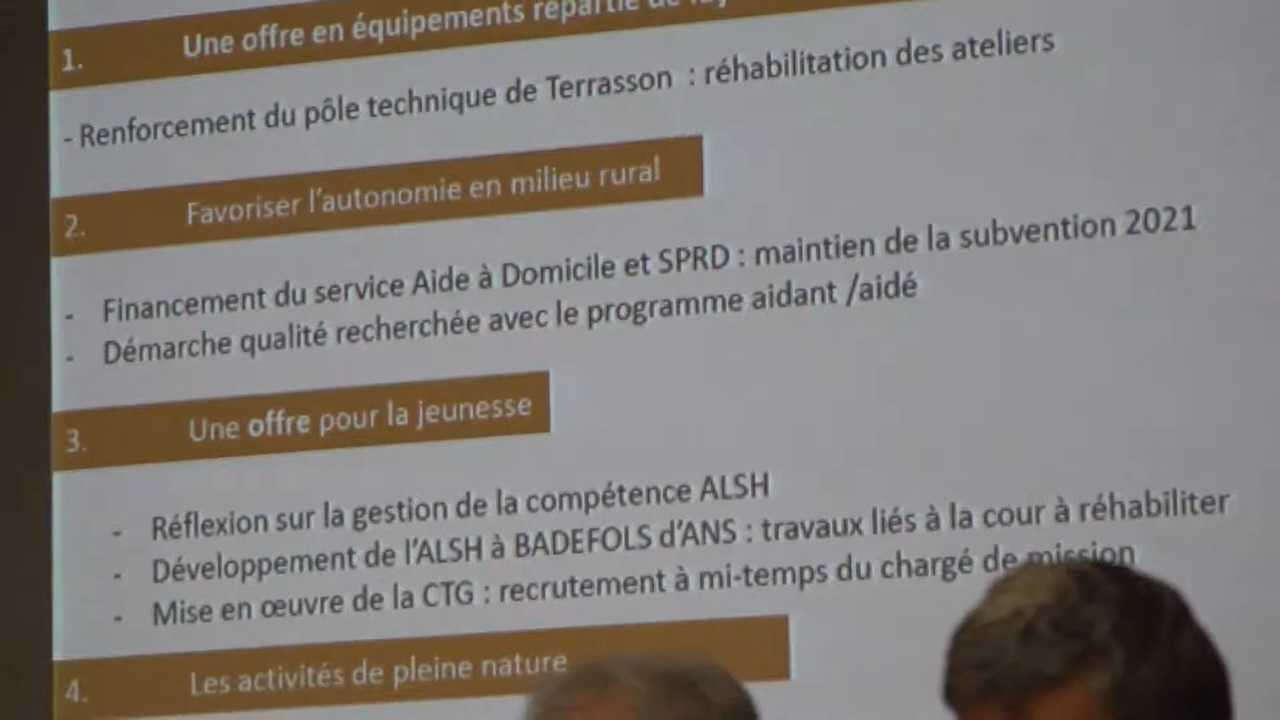 1. Une offre en équipements répartie de
- Renforcement du pôle technique de Terrasson : réhabilitation des ateliers
2. Favoriser l'autonomie en milieu rural
- Financement du service Aide à Domicile et SPRD : maintien de la subvention 2021
- Démarche qualité recherchée avec le programme aidant /aidé
3. Une offre pour la jeunesse
- Réflexion sur la gestion de la compétence ALSH
- Développement de l'ALSH à BADEFOLS d'ANS : travaux liés à la cour à réhabiliter
- Mise en œuvre de la CTG : recrutement à mi-temps du chargé de mission
4. Les activités de pleine nature